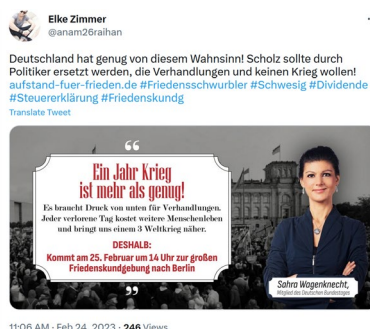 Elke Zimmer
@anam26raihan
Deutschland hat genug von diesem Wahnsinn! Scholz sollte durch
Politiker ersetzt werden, die Verhandlungen und keinen Krieg wollen!
aufstand-fuer-frieden.de #Friedensschwurbler #Schwesig #Dividende
#Steuererklärung #Friedenskundg
Translate Tweet
“
Ein Jahr Krieg
ist mehr als genug!
Es braucht Druck von unten für Verhandlungen.
Jeder verlorene Tag kostet weitere Menschenleben
und bringt uns einem 3 Weltkrieg näher.
DESHALB:
Kommt am 25. Februar um 14 Uhr zur großen
Friedenskundgebung nach Berlin
”
Sahra Wagenknecht,
Mitglied des Deutschen Bundestages
11:06 AM · Feb 24, 2023 · 246 Views